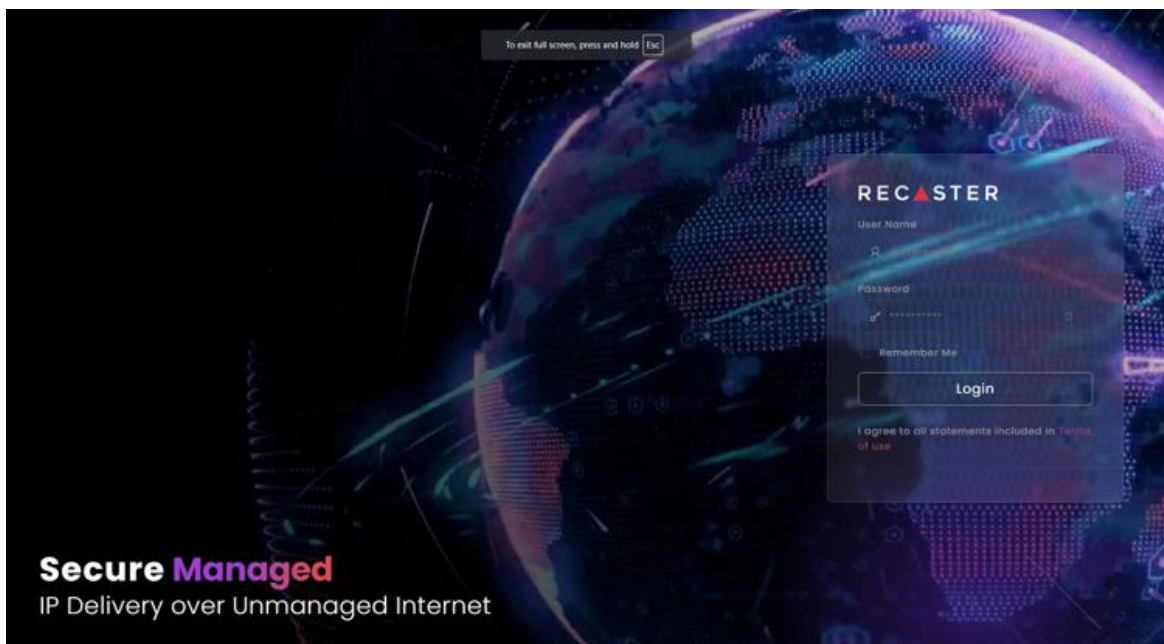 To exit full screen, press and hold Esc
RECASTER
User Name
Password
**********
Remember Me
Login
I agree to all statements included in Terms
of use
Secure Managed
IP Delivery over Unmanaged Internet